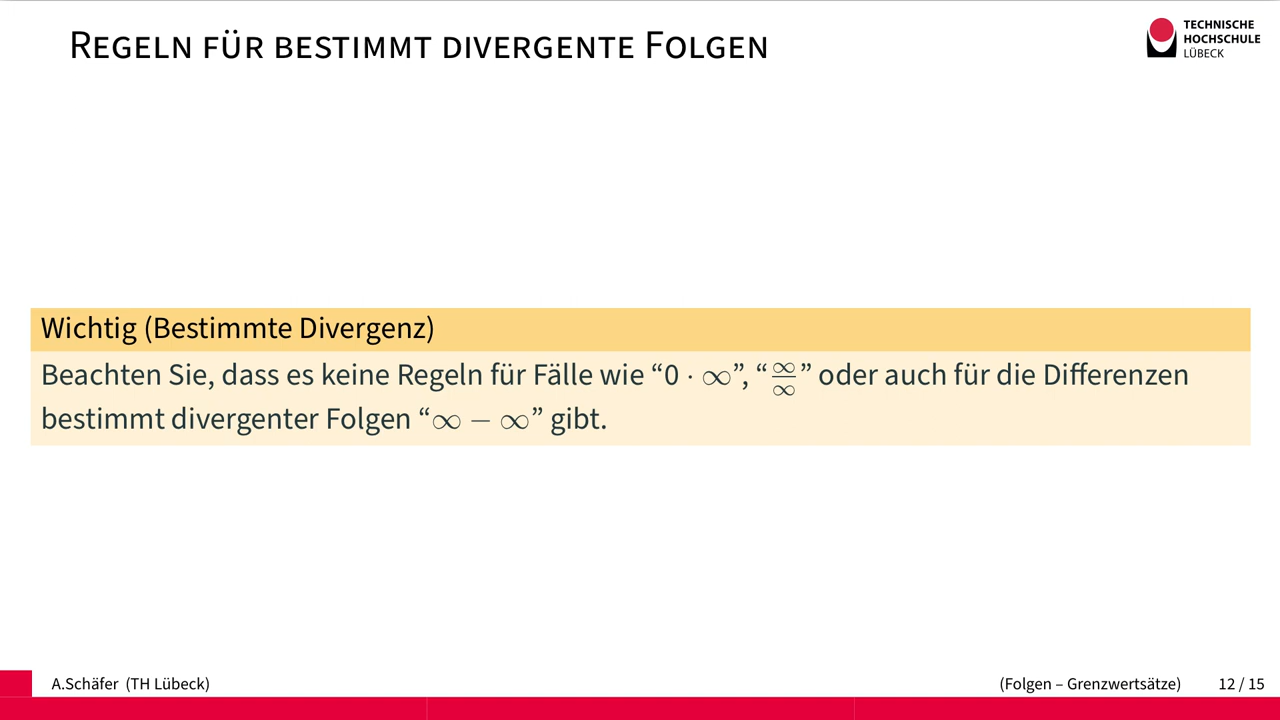 Regeln für bestimmt divergente Folgen
TECHNISCHE
HOCHSCHULE
LÜBECK
Wichtig (Bestimmte Divergenz)
Beachten Sie, dass es keine Regeln für Fälle wie “0 · ∞”, “∞/∞” oder auch für die Differenzen
bestimmt divergenter Folgen “∞ − ∞” gibt.
A.Schäfer (TH Lübeck)
(Folgen – Grenzwertsätze)
12 / 15